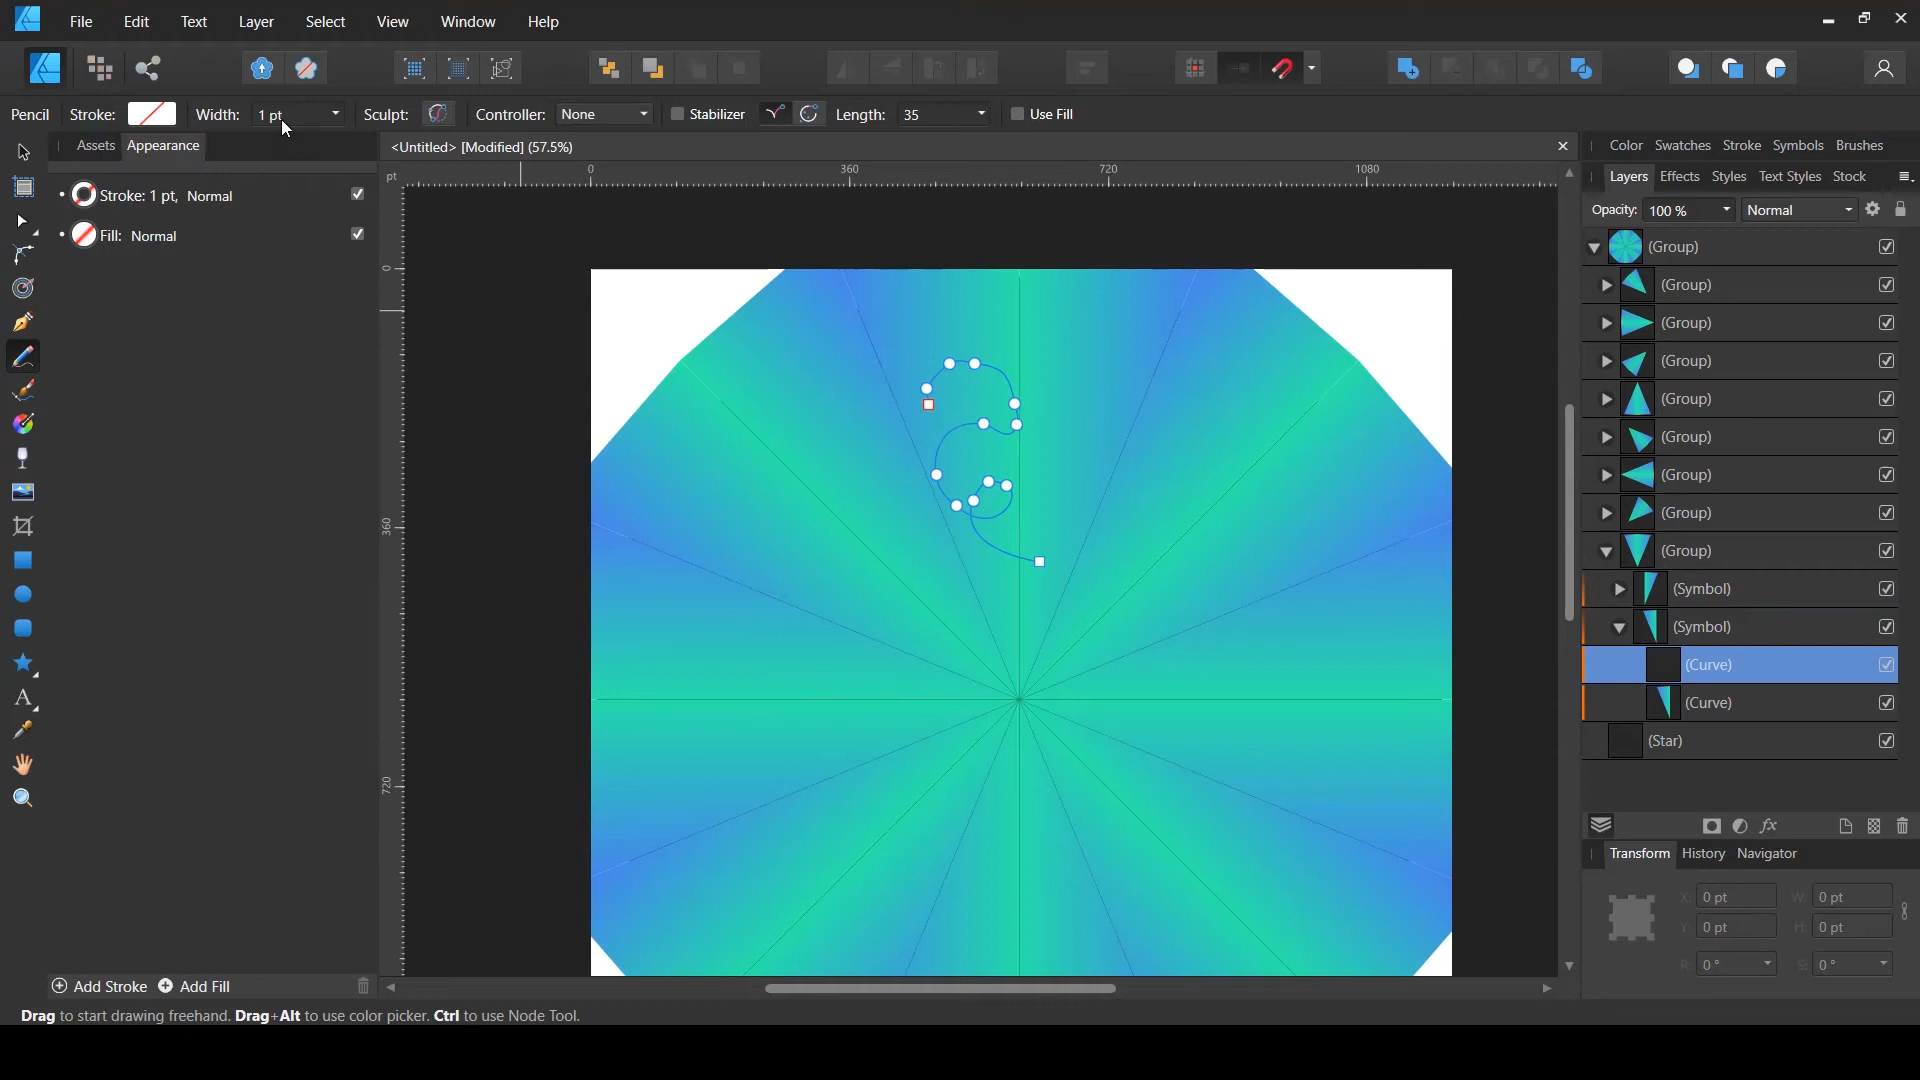 File Edit Text Layer Select View Window Help
Pencil Stroke: Width: 1 pt Sculpt: Controller: None Stabilizer Length: 35 Use Fill
Assets Appearance
<Untitled> [Modified] (57.5%)
Color Swatches Stroke Symbols Brushes
pt 0 360 720 1080
Layers Effects Styles Text Styles Stock
Stroke: 1 pt, Normal
Opacity: 100 % Normal
Fill: Normal
(Group)
(Group)
(Group)
(Group)
(Group)
(Group)
(Group)
(Group)
(Group)
(Symbol)
(Symbol)
(Curve)
(Curve)
(Star)
0
360
720
fx
Transform History Navigator
X: 0 pt W: 0 pt
Y: 0 pt H: 0 pt
R: 0 ° S: 0 °
Add Stroke Add Fill
Drag to start drawing freehand. Drag+Alt to use color picker. Ctrl to use Node Tool.